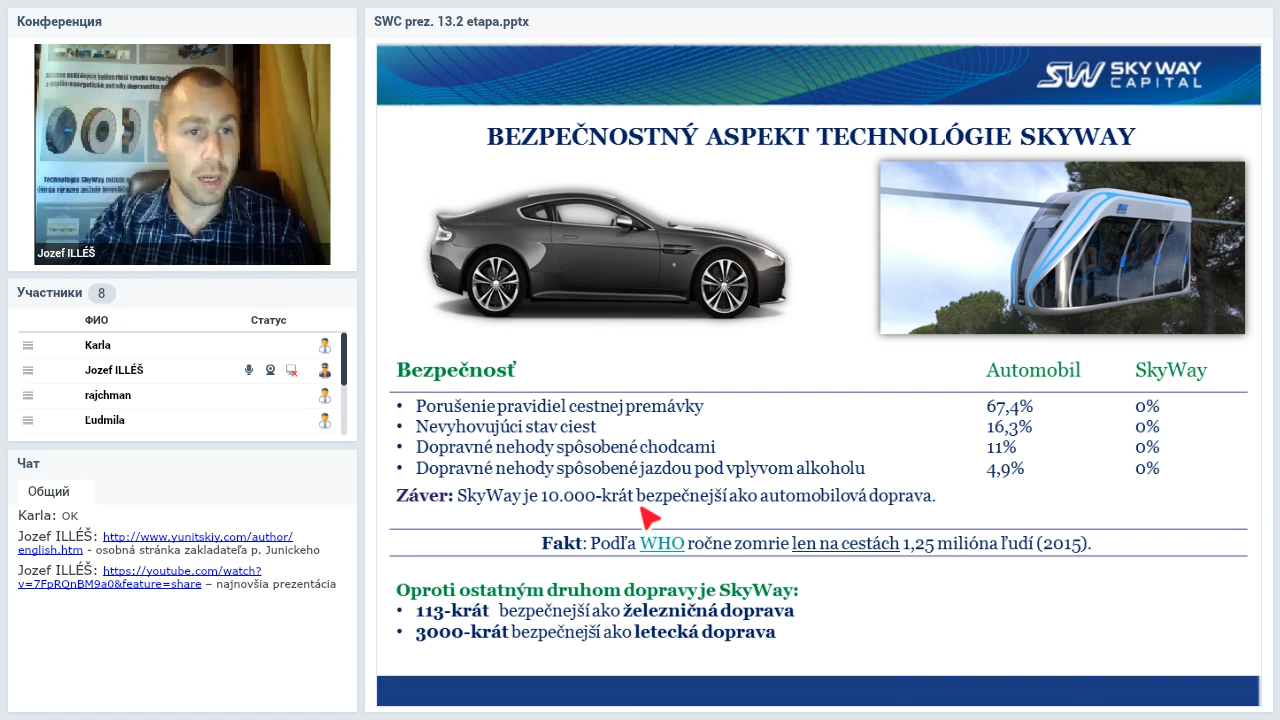 Конференция
Jozef ILLÉŠ
Участники 8
ФИО Статус
Karla
Jozef ILLÉŠ
rajchman
Ľudmila
Чат
Общий
Karla: OK
Jozef ILLÉŠ: http://www.yunitskiy.com/author/
english.htm - osobná stránka zakladateľa p. Junického
Jozef ILLÉŠ: https://youtube.com/watch?
v=7FpRQnBM9a0&feature=share – najnovšia prezentácia
SWC prez. 13.2 etapa.pptx
SW SKY WAY
CAPITAL
BEZPEČNOSTNÝ ASPEKT TECHNOLÓGIE SKYWAY
Bezpečnosť Automobil SkyWay
• Porušenie pravidiel cestnej premávky 67,4% 0%
• Nevyhovujúci stav ciest 16,3% 0%
• Dopravné nehody spôsobené chodcami 11% 0%
• Dopravné nehody spôsobené jazdou pod vplyvom alkoholu 4,9% 0%
Záver: SkyWay je 10.000-krát bezpečnejší ako automobilová doprava.
Fakt: Podľa WHO ročne zomrie len na cestách 1,25 milióna ľudí (2015).
Oproti ostatným druhom dopravy je SkyWay:
• 113-krát bezpečnejší ako železničná doprava
• 3000-krát bezpečnejší ako letecká doprava